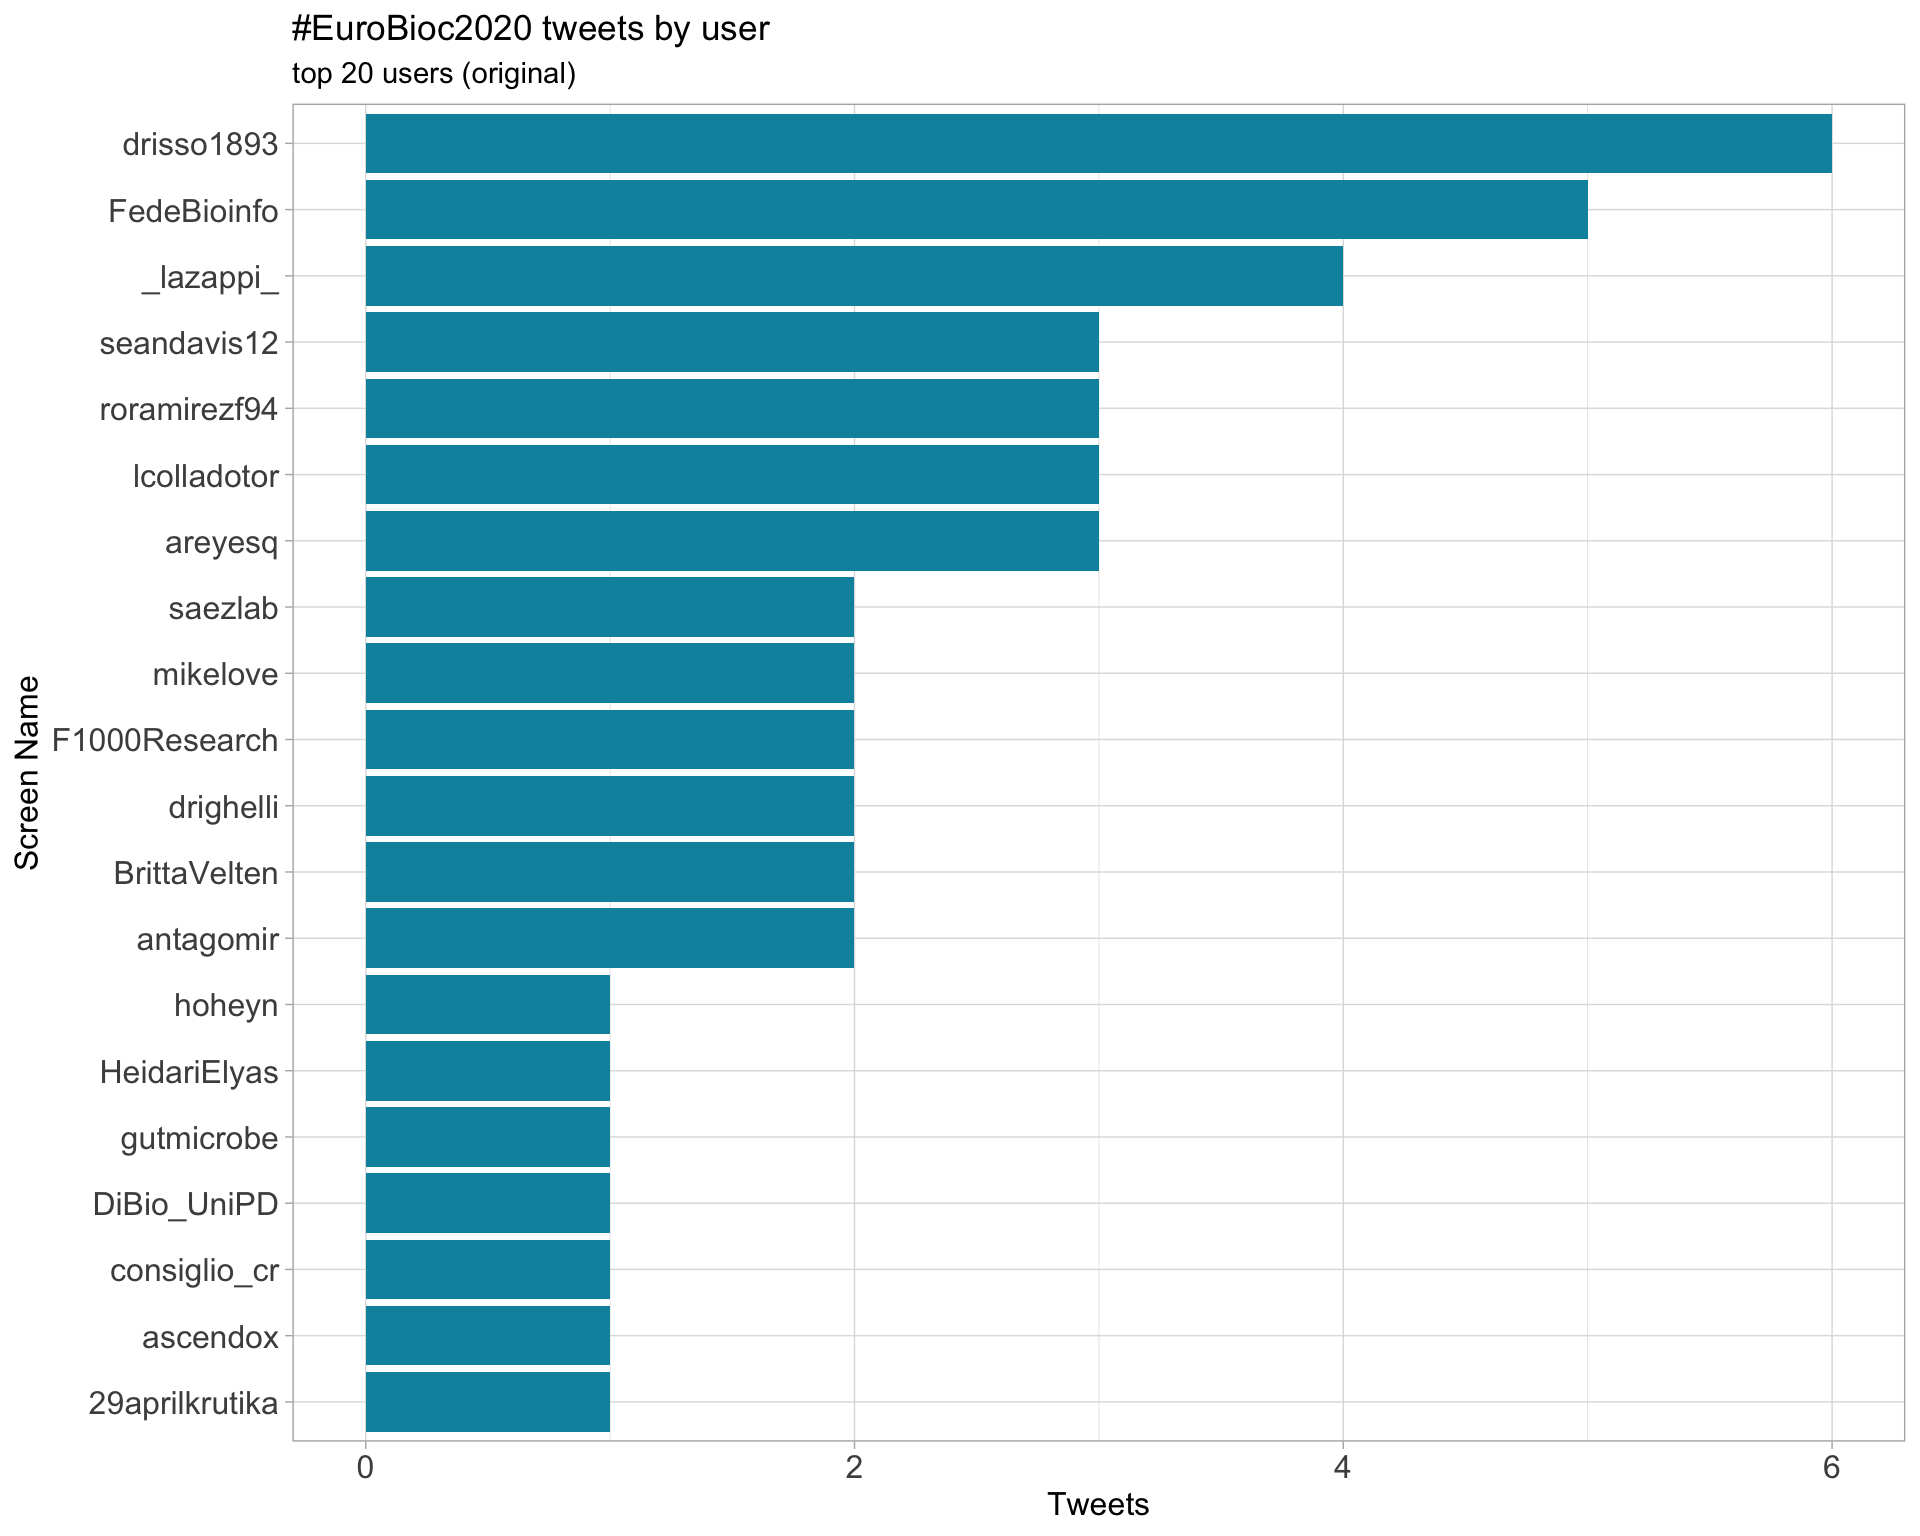 #EuroBioc2020 tweets by user
top 20 users (original)
drisso1893
FedeBioinfo
_lazappi_
seandavis12
roramirezf94
lcolladotor
areyesq
saezlab
mikelove
F1000Research
drighelli
BrittaVelten
antagomir
hoheyn
HeidariElyas
gutmicrobe
DiBio_UniPD
consiglio_cr
ascendox
29aprilkrutika
Screen Name
0 2 4 6
Tweets